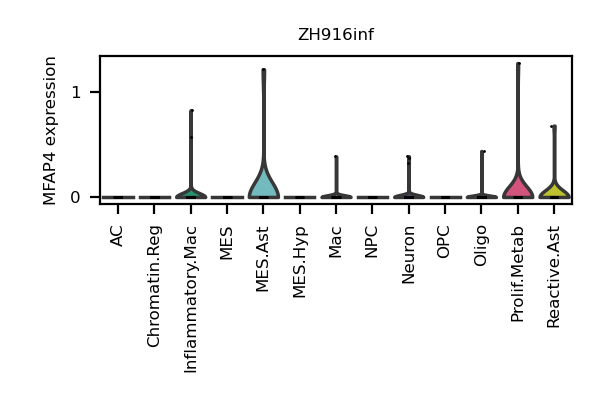 ZH916inf
MFAP4 expression
1
0
AC
Chromatin.Reg
Inflammatory.Mac
MES
MES.Ast
MES.Hyp
Mac
NPC
Neuron
OPC
Oligo
Prolif.Metab
Reactive.Ast